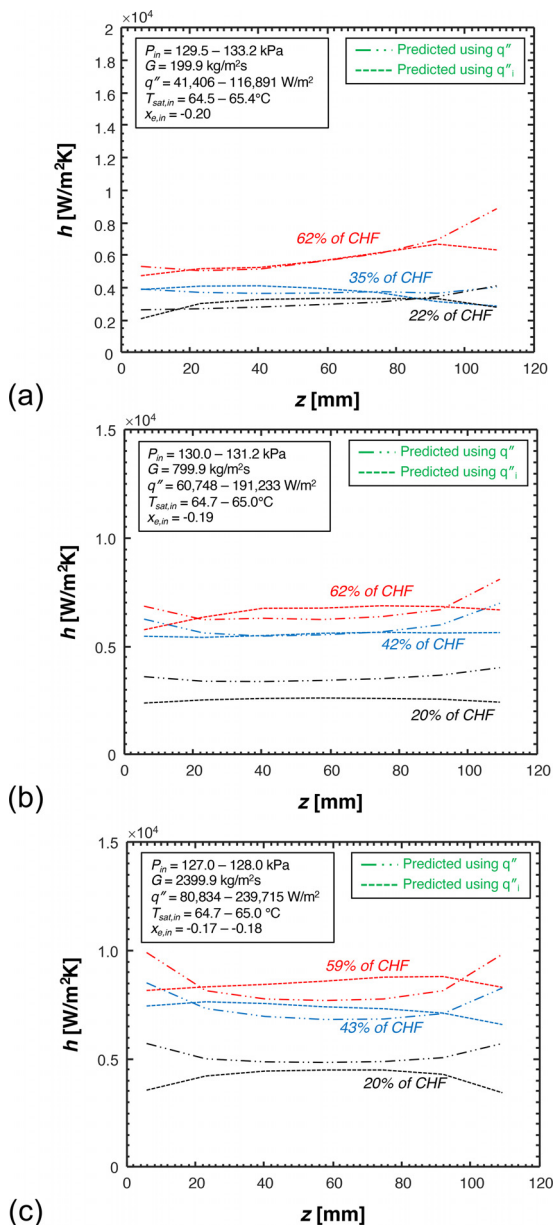 ×10⁴
P_in = 129.5 – 133.2 kPa
G = 199.9 kg/m²s
q″ = 41,406 – 116,891 W/m²
T_sat,in = 64.5 – 65.4°C
x_e,in = -0.20
Predicted using q″
Predicted using q″_i
2
1.8
1.6
1.4
1.2
1
0.8
0.6
0.4
0.2
0
h [W/m²K]
62% of CHF
35% of CHF
22% of CHF
0 20 40 60 80 100 120
z [mm]
(a)
×10⁴
P_in = 130.0 – 131.2 kPa
G = 799.9 kg/m²s
q″ = 60,748 – 191,233 W/m²
T_sat,in = 64.7 – 65.0°C
x_e,in = -0.19
Predicted using q″
Predicted using q″_i
1.5
1.0
0.5
0
h [W/m²K]
62% of CHF
42% of CHF
20% of CHF
0 20 40 60 80 100 120
z [mm]
(b)
×10⁴
P_in = 127.0 – 128.0 kPa
G = 2399.9 kg/m²s
q″ = 80,834 – 239,715 W/m²
T_sat,in = 64.7 – 65.0 °C
x_e,in = -0.17 – -0.18
Predicted using q″
Predicted using q″_i
1.5
1.0
0.5
0
h [W/m²K]
59% of CHF
43% of CHF
20% of CHF
0 20 40 60 80 100 120
z [mm]
(c)